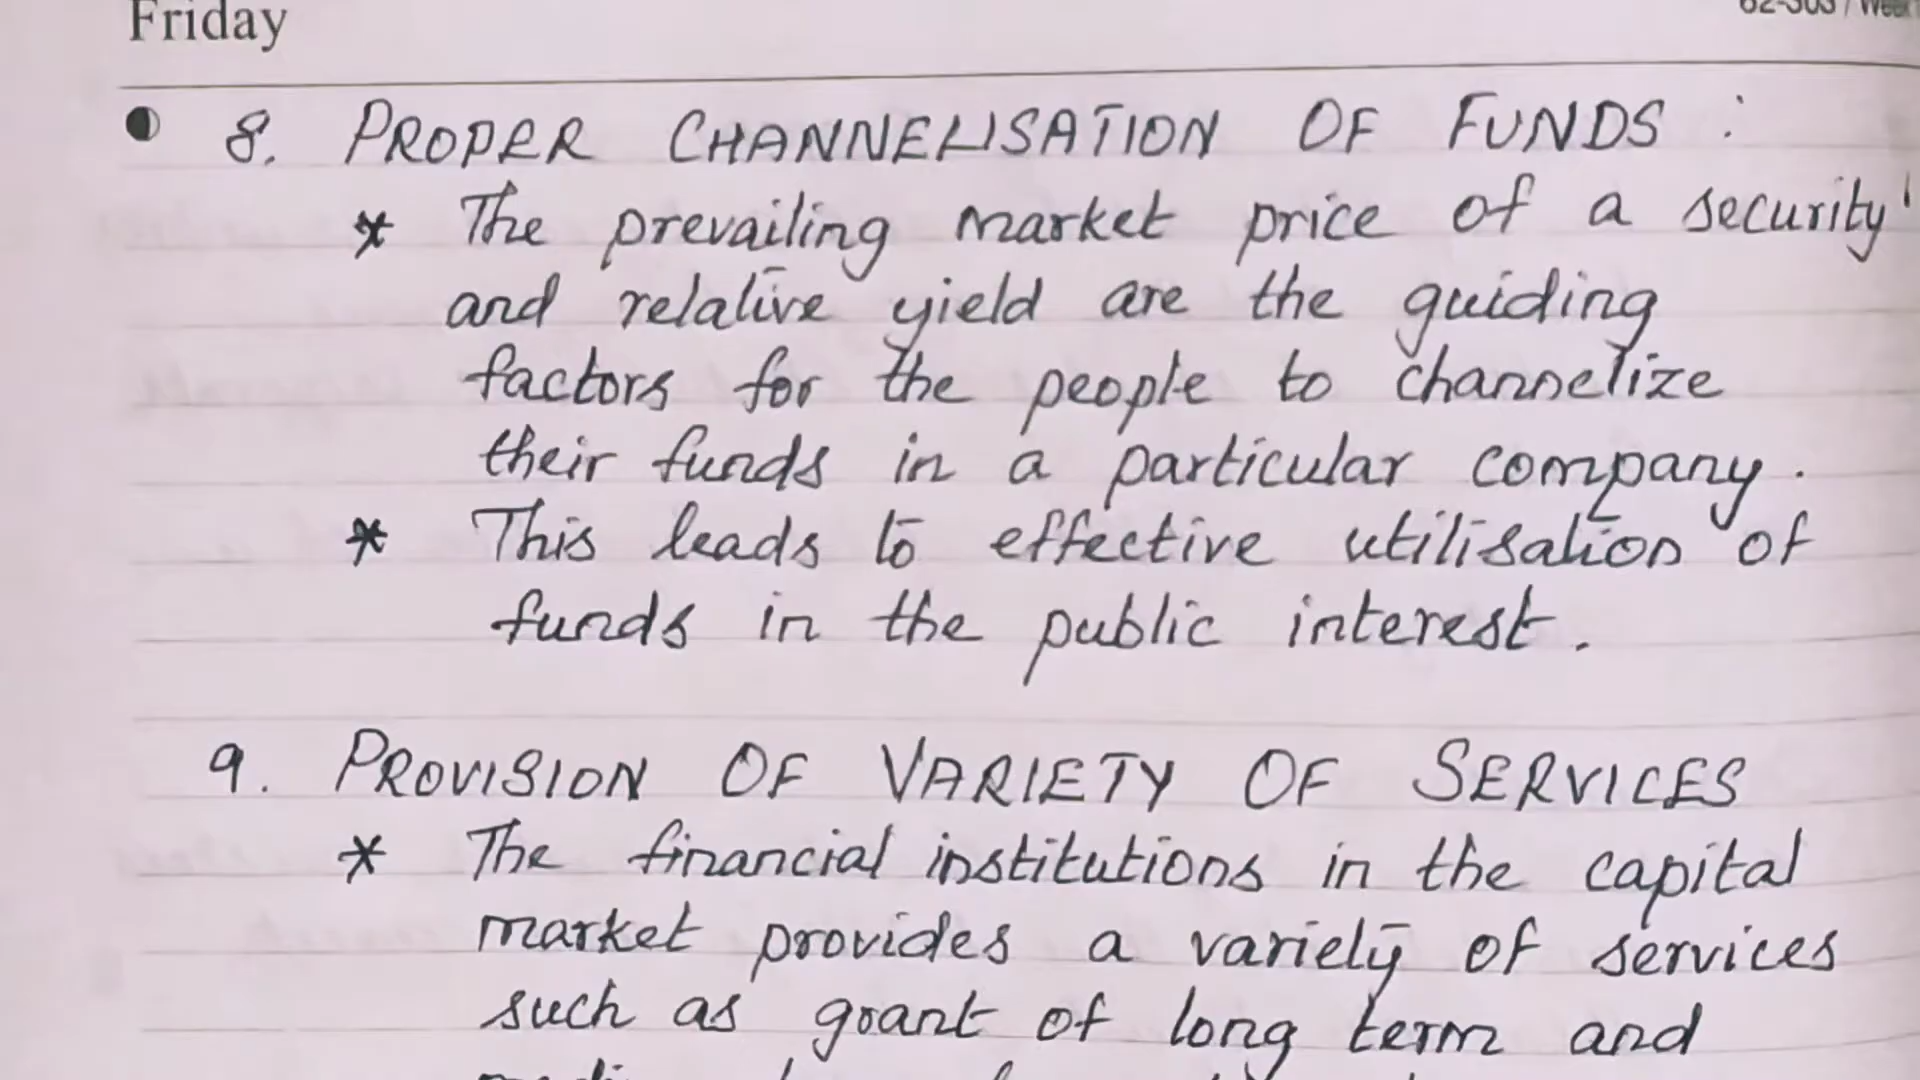 Friday
8. PROPER CHANNELISATION OF FUNDS :
* The prevailing market price of a security
and relative yield are the guiding
factors for the people to channelize
their funds in a particular company.
* This leads to effective utilisation of
funds in the public interest.
9. PROVISION OF VARIETY OF SERVICES
* The financial institutions in the capital
market provides a variety of services
such as grant of long term and